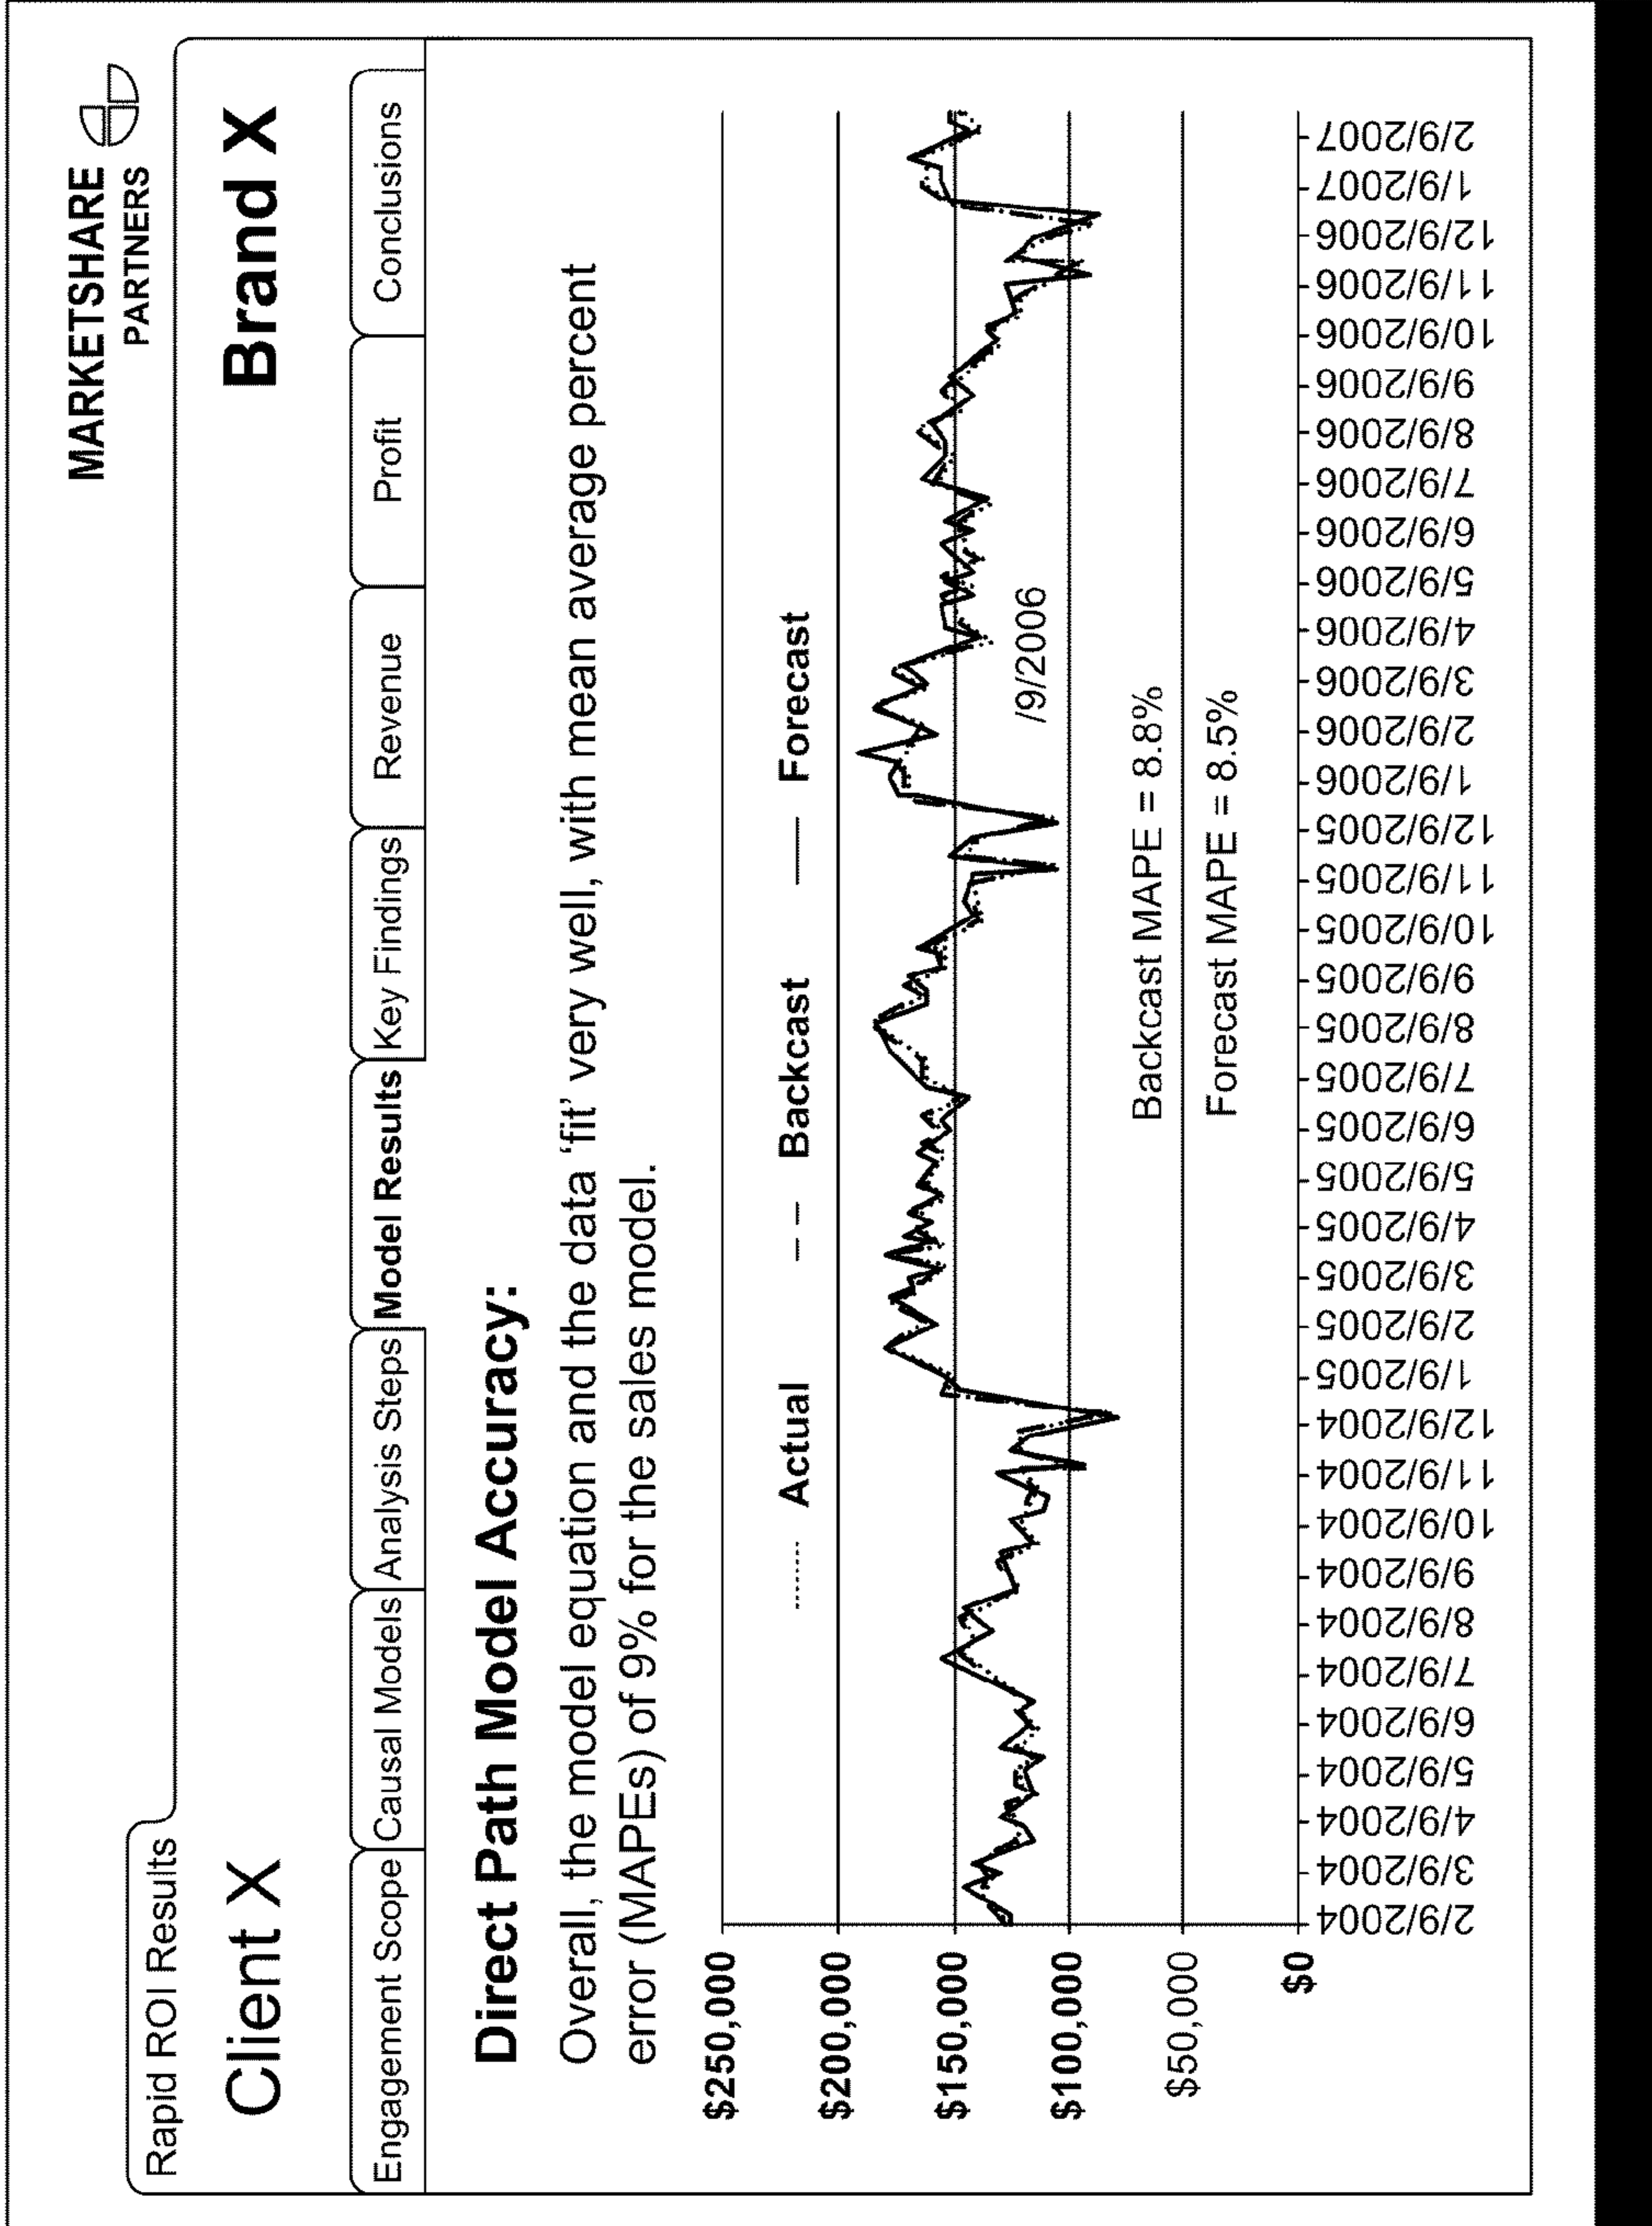 MARKETSHARE
PARTNERS
Rapid ROI Results
Client X
Brand X
Engagement Scope
Causal Models
Analysis Steps
Model Results
Key Findings
Revenue
Profit
Conclusions
Direct Path Model Accuracy:
Overall, the model equation and the data 'fit' very well, with mean average percent
error (MAPEs) of 9% for the sales model.
Actual
Backcast
Forecast
$250,000
$200,000
$150,000
$100,000
$50,000
$0
/9/2006
Backcast MAPE = 8.8%
Forecast MAPE = 8.5%
2/9/2004
3/9/2004
4/9/2004
5/9/2004
6/9/2004
7/9/2004
8/9/2004
9/9/2004
10/9/2004
11/9/2004
12/9/2004
1/9/2005
2/9/2005
3/9/2005
4/9/2005
5/9/2005
6/9/2005
7/9/2005
8/9/2005
9/9/2005
10/9/2005
11/9/2005
12/9/2005
1/9/2006
2/9/2006
3/9/2006
4/9/2006
5/9/2006
6/9/2006
7/9/2006
8/9/2006
9/9/2006
10/9/2006
11/9/2006
12/9/2006
1/9/2007
2/9/2007